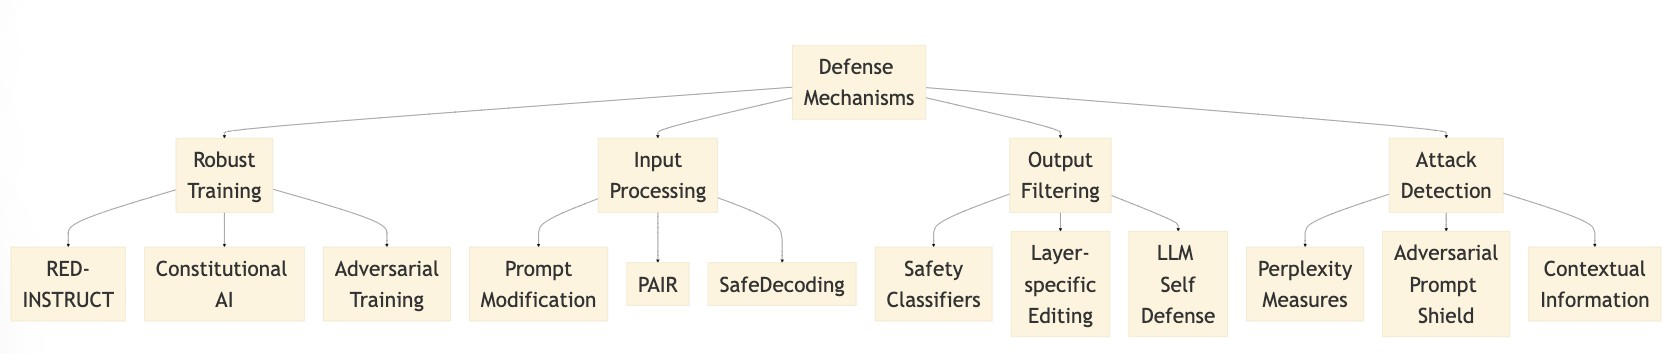 Defense
Mechanisms
Robust
Training
Input
Processing
Output
Filtering
Attack
Detection
RED-
INSTRUCT
Constitutional
AI
Adversarial
Training
Prompt
Modification
PAIR
SafeDecoding
Safety
Classifiers
Layer-
specific
Editing
LLM
Self
Defense
Perplexity
Measures
Adversarial
Prompt
Shield
Contextual
Information